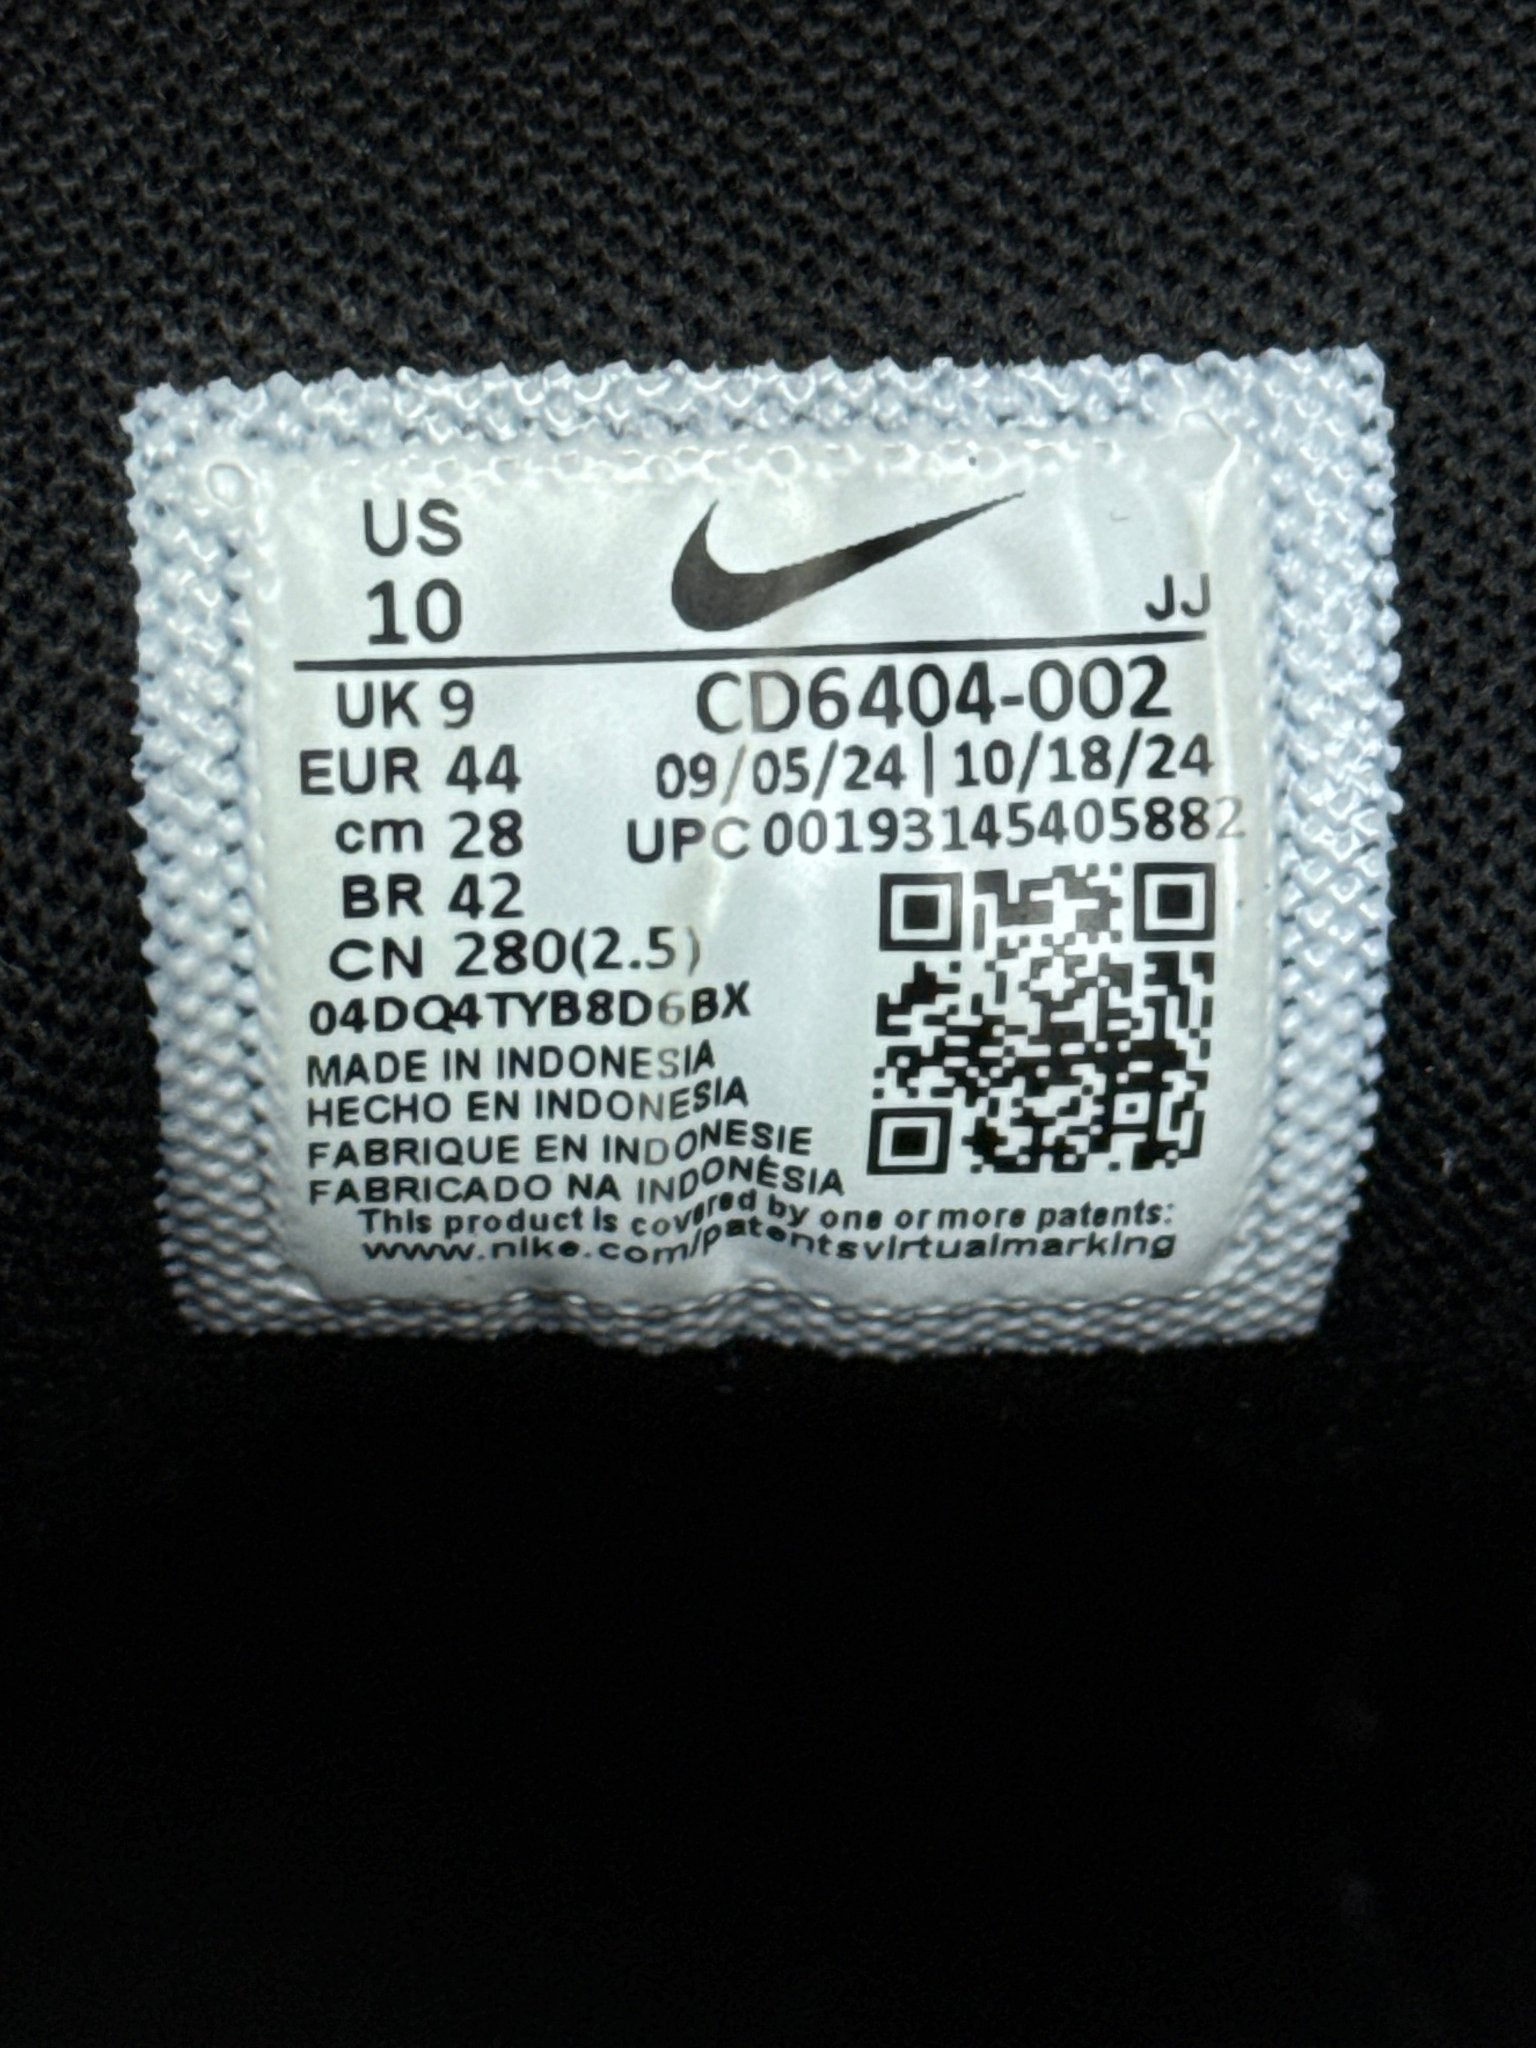 US
10
JJ
UK 9
EUR 44
cm 28
BR 42
CN 280(2.5)
CD6404-002
09/05/24 | 10/18/24
UPC 00193145405882
04DQ4TYB8D6BX
MADE IN INDONESIA
HECHO EN INDONESIA
FABRIQUE EN INDONESIE
FABRICADO NA INDONÉSIA
This product is covered by one or more patents:
www.nike.com/patentsvirtualmarking